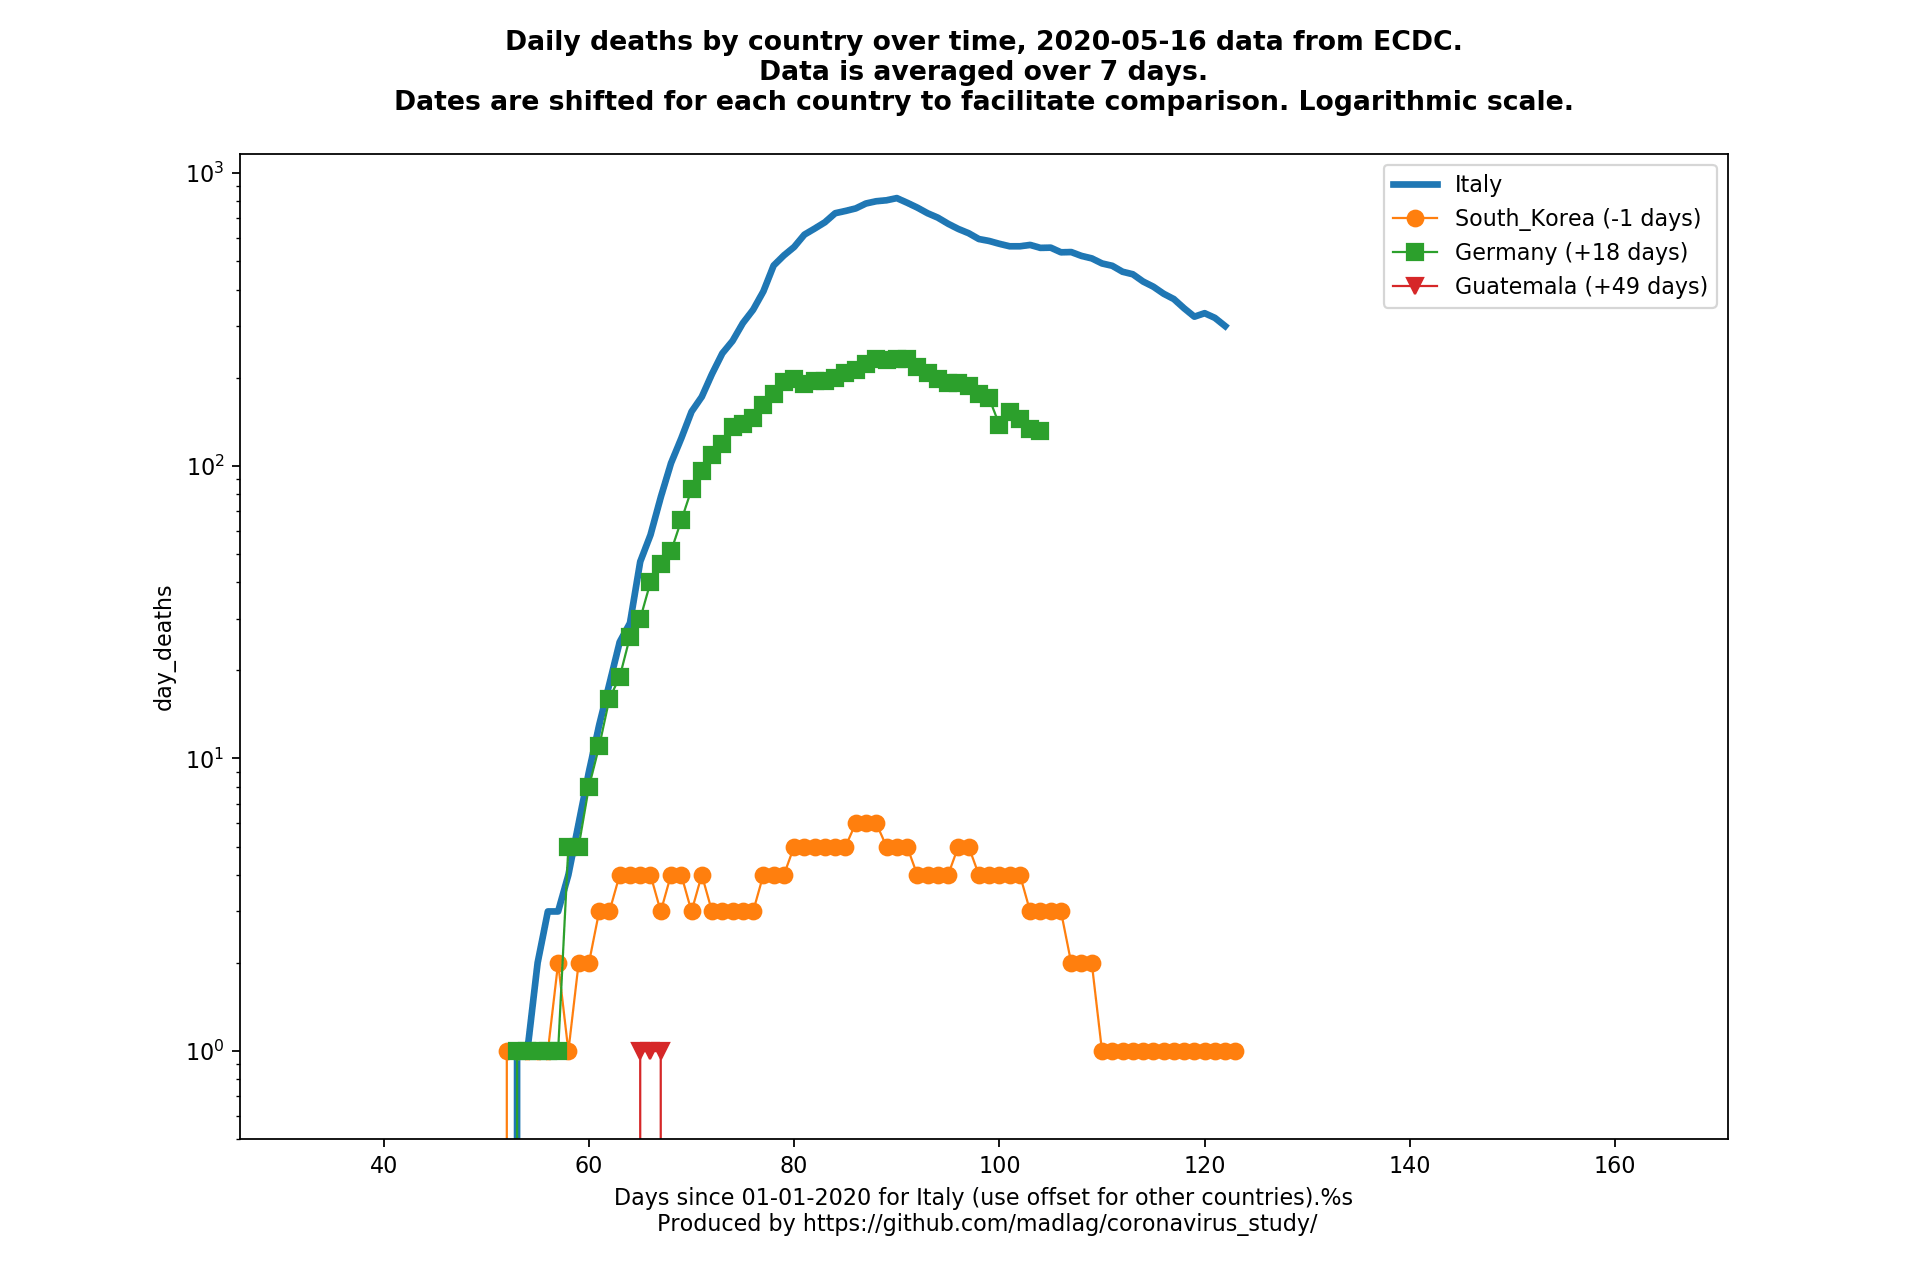 Daily deaths by country over time, 2020-05-16 data from ECDC.
Data is averaged over 7 days.
Dates are shifted for each country to facilitate comparison. Logarithmic scale.
Italy
South_Korea (-1 days)
Germany (+18 days)
Guatemala (+49 days)
day_deaths
10³
10²
10¹
10⁰
40 60 80 100 120 140 160
Days since 01-01-2020 for Italy (use offset for other countries).%s
Produced by https://github.com/madlag/coronavirus_study/